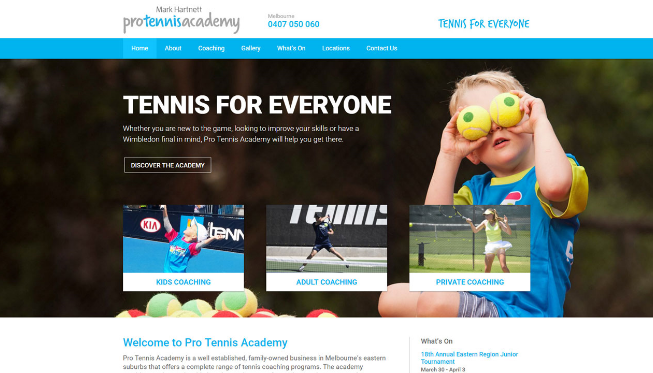 Mark Hartnett
protennisacademy
Melbourne
0407 050 060
TENNIS FOR EVERYONE
Home About Coaching Gallery What's On Locations Contact Us
TENNIS FOR EVERYONE
Whether you are new to the game, looking to improve your skills or have a
Wimbledon final in mind, Pro Tennis Academy will help you get there.
DISCOVER THE ACADEMY
KIA
TENNIS
KIDS COACHING
ADULT COACHING
PRIVATE COACHING
Welcome to Pro Tennis Academy
Pro Tennis Academy is a well established, family-owned business in Melbourne's eastern
suburbs that offers a complete range of tennis coaching programs. The academy
What's On
18th Annual Eastern Region Junior
Tournament
March 30 - April 3